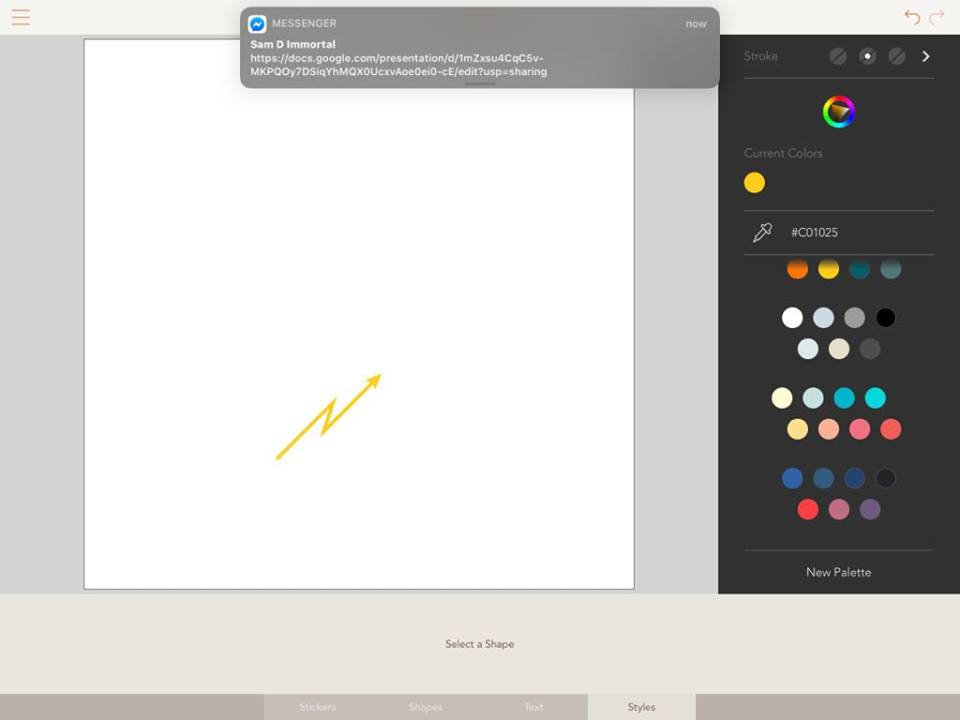 MESSENGER
now
Sam D Immortal
https://docs.google.com/presentation/d/1mZxsu4CqC5v-
MKPQOy7DSiqYhMQX0UcxvAoe0ei0-cE/edit?usp=sharing
Stroke
Current Colors
#C01025
New Palette
Select a Shape
Stickers
Shapes
Text
Styles